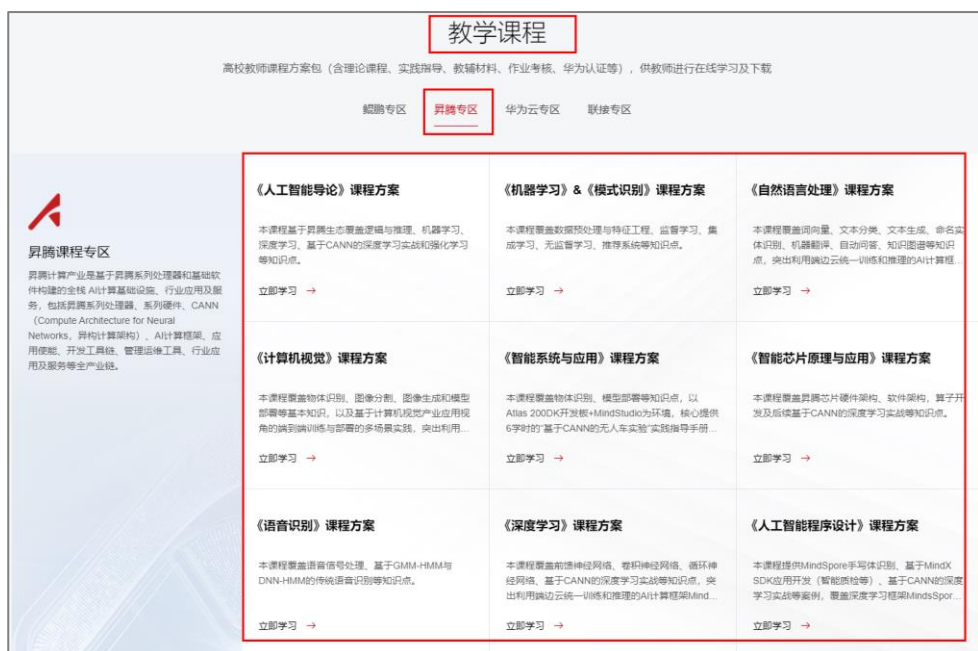 教学课程
高校教师课程方案包（含理论课程、实践指导、教辅材料、作业考核、华为认证等），供教师进行在线学习及下载
鲲鹏专区 昇腾专区 华为云专区 联接专区
昇腾课程专区
昇腾计算产业是基于昇腾系列处理器和基础软
件构建的全栈 AI计算基础设施、行业应用及服
务，包括昇腾系列处理器、系列硬件、CANN
（Compute Architecture for Neural
Networks，异构计算架构）、AI计算框架、应
用使能、开发工具链、管理运维工具、行业应
用及服务等全产业链。
《人工智能导论》课程方案
本课程基于昇腾生态覆盖逻辑与推理、机器学习、
深度学习、基于CANN的深度学习实战和强化学习
等知识点。
立即学习 →
《机器学习》&《模式识别》课程方案
本课程覆盖数据预处理与特征工程、监督学习、集
成学习、无监督学习、推荐系统等知识点。
立即学习 →
《自然语言处理》课程方案
本课程覆盖词向量、文本分类、文本生成、命名实
体识别、机器翻译、自动问答、知识图谱等知识
点，突出利用端边云统一训练和推理的AI计算框...
立即学习 →
《计算机视觉》课程方案
本课程覆盖物体识别、图像分割、图像生成和模型
部署等基本知识，以及基于计算机视觉产业应用视
角的端到端训练与部署的多场景实践，突出利用...
立即学习 →
《智能系统与应用》课程方案
本课程覆盖物体识别、模型部署等知识点，以
Atlas 200DK开发板+MindStudio为环境，核心提供
6学时的“基于CANN的无人车实验”实践指导手册...
立即学习 →
《智能芯片原理与应用》课程方案
本课程覆盖昇腾芯片硬件架构、软件架构，算子开
发及后续基于CANN的深度学习实战等知识点。
立即学习 →
《语音识别》课程方案
本课程覆盖语音信号处理、基于GMM-HMM与
DNN-HMM的传统语音识别等知识点。
立即学习 →
《深度学习》课程方案
本课程覆盖前馈神经网络、卷积神经网络、循环神
经网络、基于CANN的深度学习实战等知识点，突
出利用端边云统一训练和推理的AI计算框架Mind...
立即学习 →
《人工智能程序设计》课程方案
本课程提供MindSpore手写体识别、基于MindX
SDK应用开发（智能质检等）、基于CANN的深度
学习实战等案例，覆盖深度学习框架MindsSpor...
立即学习 →